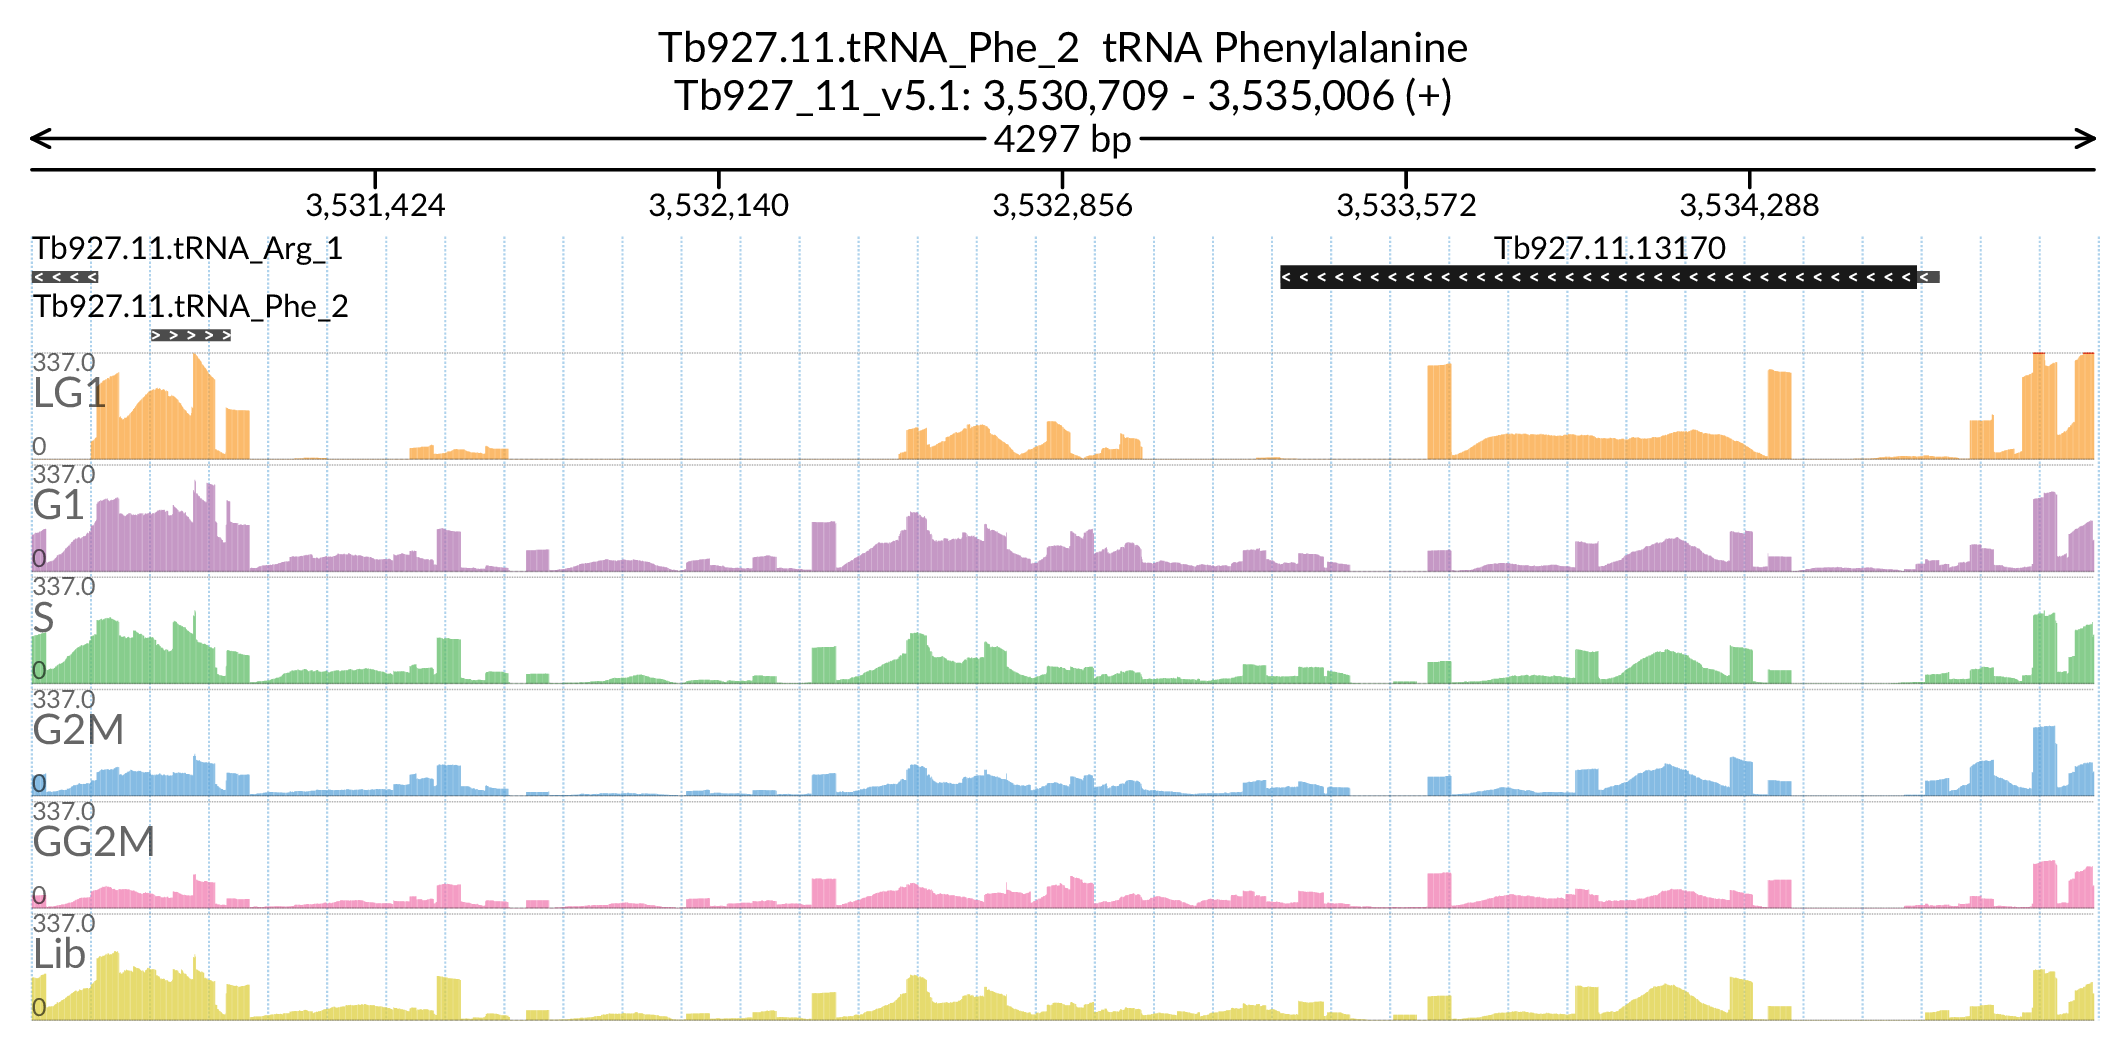 Tb927.11.tRNA_Phe_2  tRNA Phenylalanine
Tb927_11_v5.1: 3,530,709 - 3,535,006 (+)
4297 bp
3,531,424 3,532,140 3,532,856 3,533,572 3,534,288
Tb927.11.tRNA_Arg_1 Tb927.11.13170
Tb927.11.tRNA_Phe_2
337.0
LG1
0
337.0
G1
0
337.0
S
0
337.0
G2M
0
337.0
GG2M
0
337.0
Lib
0